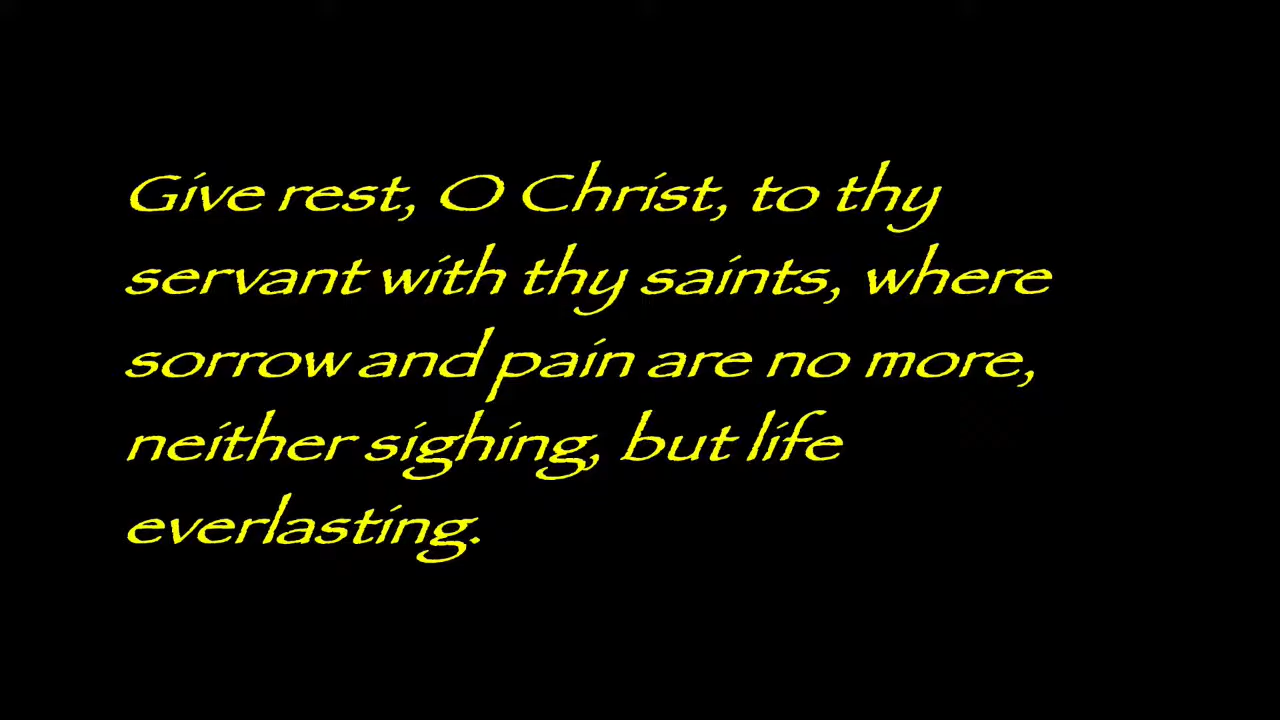 Give rest, O Christ, to thy
servant with thy saints, where
sorrow and pain are no more,
neither sighing, but life
everlasting.